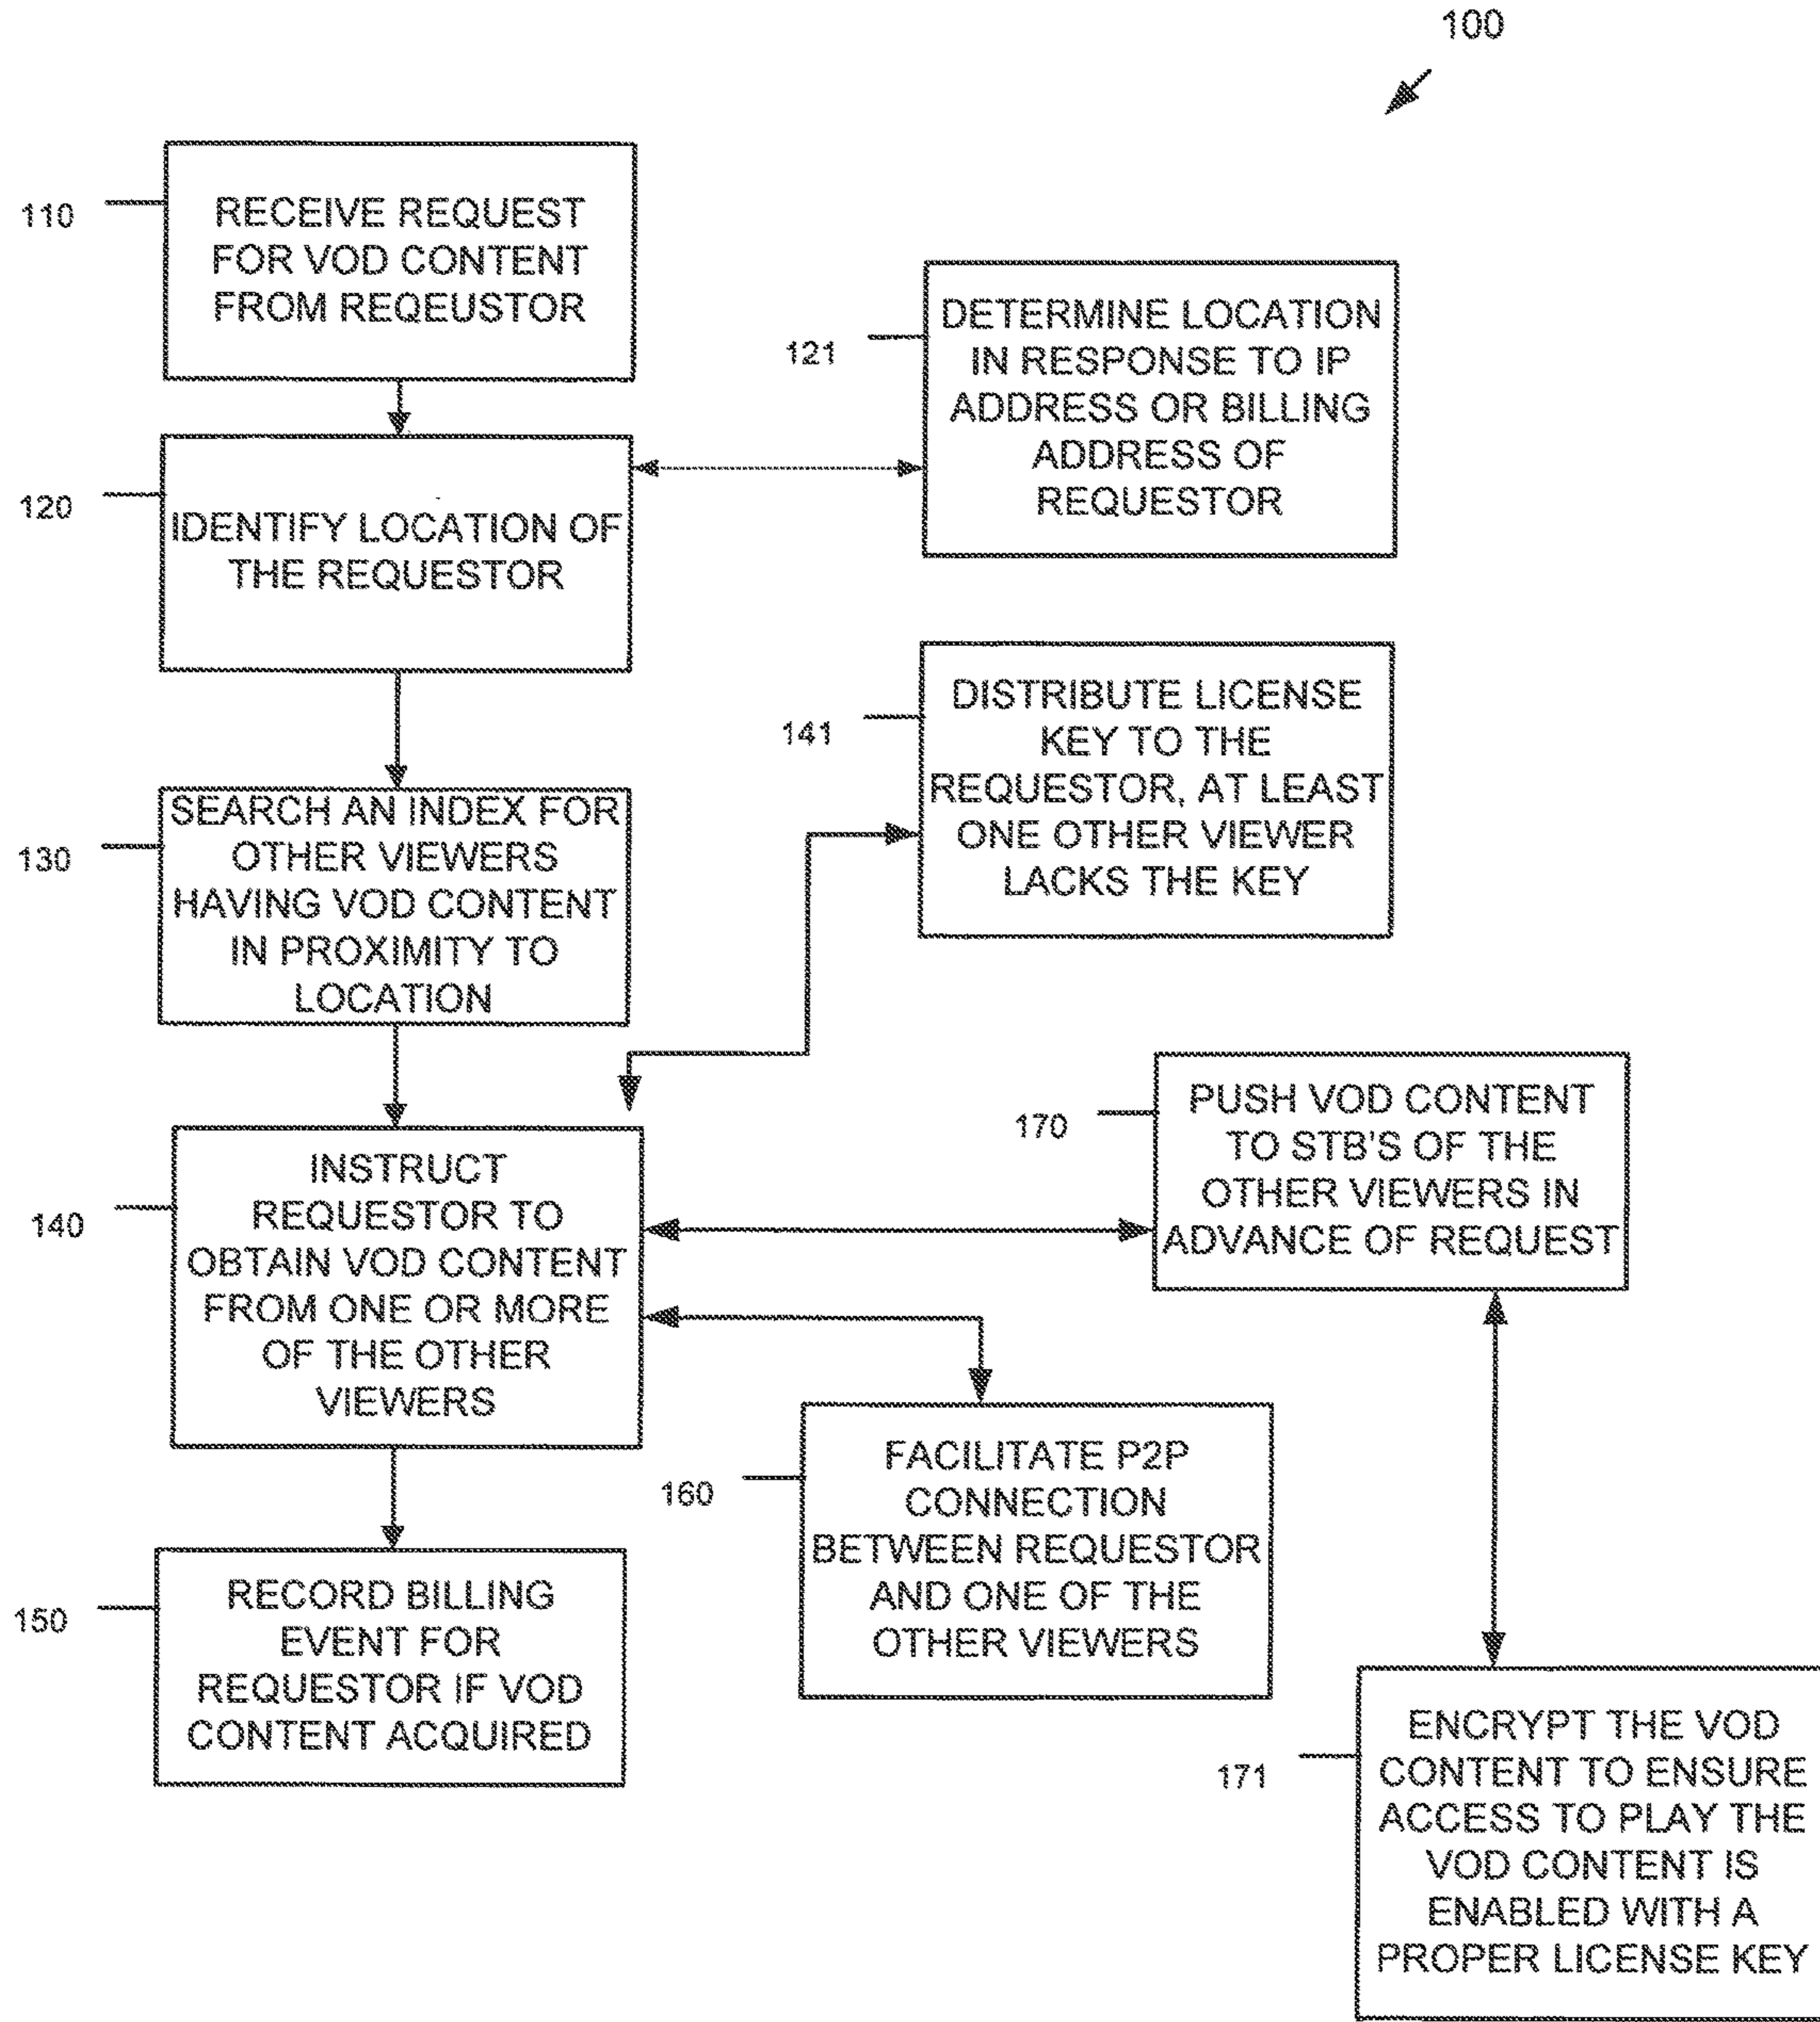 100
110
RECEIVE REQUEST
FOR VOD CONTENT
FROM REQEUSTOR
121
DETERMINE LOCATION
IN RESPONSE TO IP
ADDRESS OR BILLING
ADDRESS OF
REQUESTOR
120
IDENTIFY LOCATION OF
THE REQUESTOR
141
DISTRIBUTE LICENSE
KEY TO THE
REQUESTOR, AT LEAST
ONE OTHER VIEWER
LACKS THE KEY
130
SEARCH AN INDEX FOR
OTHER VIEWERS
HAVING VOD CONTENT
IN PROXIMITY TO
LOCATION
170
PUSH VOD CONTENT
TO STB'S OF THE
OTHER VIEWERS IN
ADVANCE OF REQUEST
140
INSTRUCT
REQUESTOR TO
OBTAIN VOD CONTENT
FROM ONE OR MORE
OF THE OTHER
VIEWERS
160
FACILITATE P2P
CONNECTION
BETWEEN REQUESTOR
AND ONE OF THE
OTHER VIEWERS
150
RECORD BILLING
EVENT FOR
REQUESTOR IF VOD
CONTENT ACQUIRED
171
ENCRYPT THE VOD
CONTENT TO ENSURE
ACCESS TO PLAY THE
VOD CONTENT IS
ENABLED WITH A
PROPER LICENSE KEY